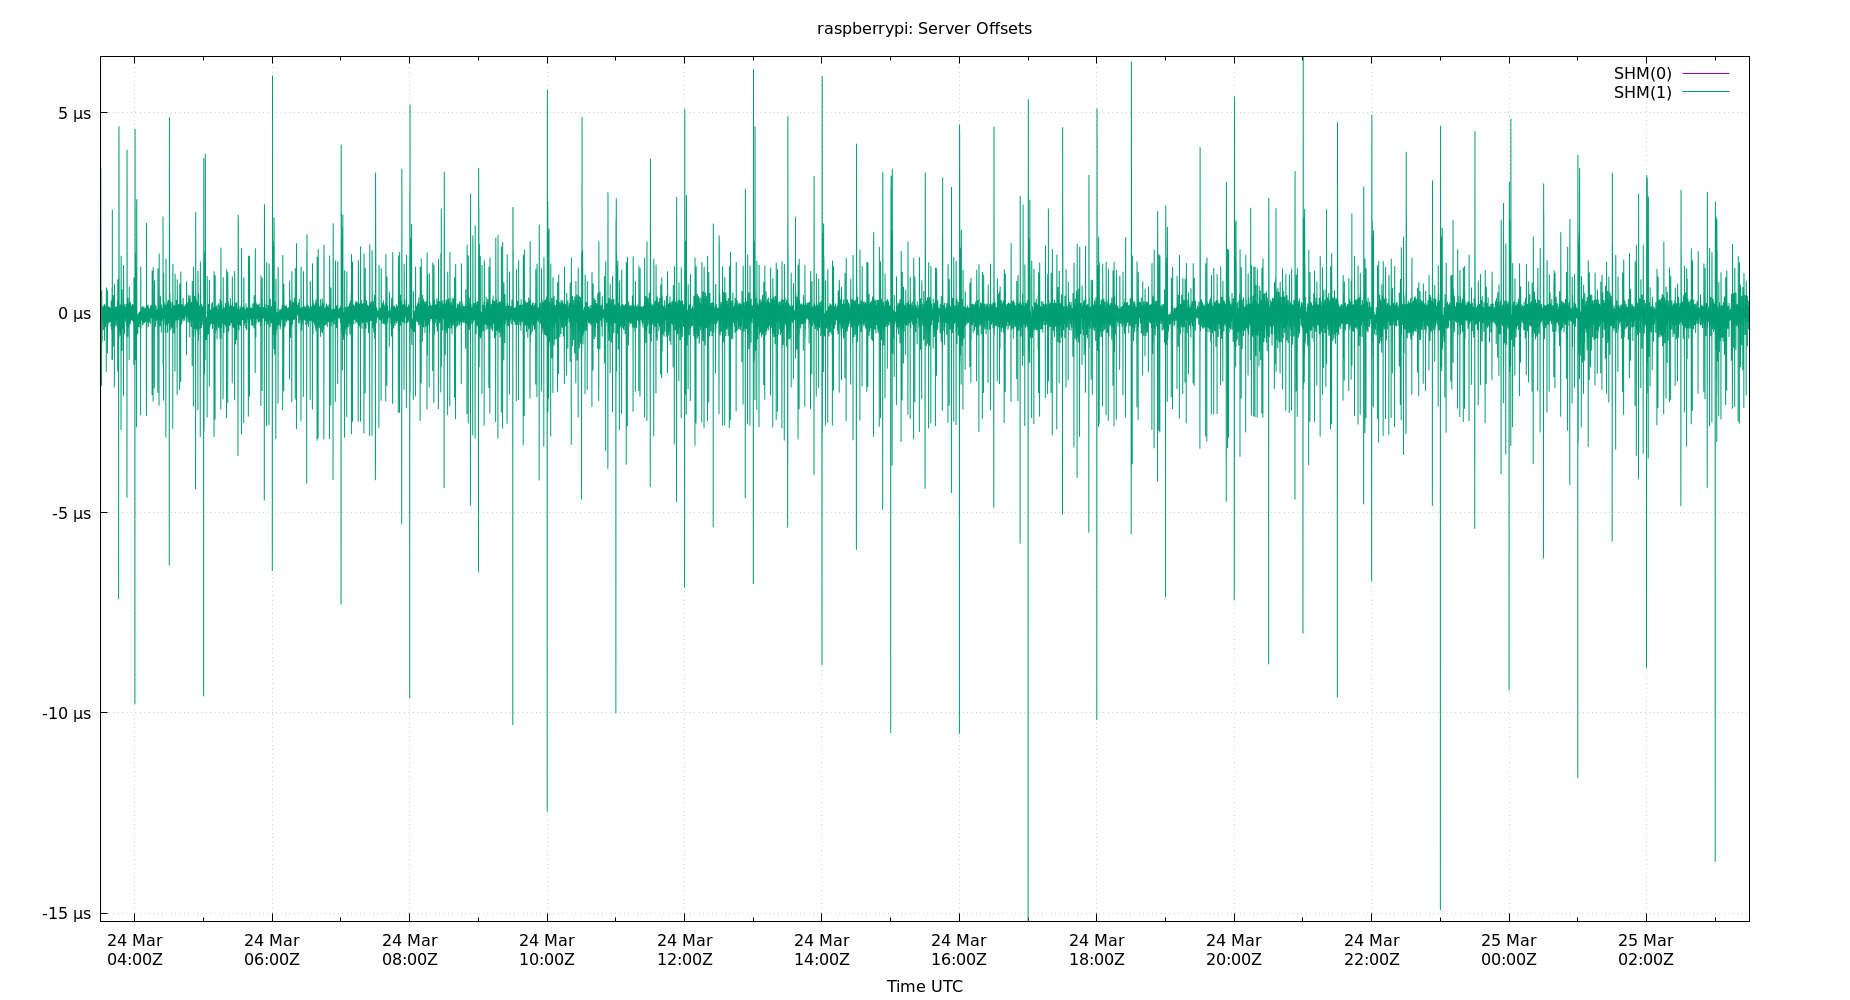 raspberrypi: Server Offsets
SHM(0)
SHM(1)
5 µs
0 µs
-5 µs
-10 µs
-15 µs
24 Mar
04:00Z
24 Mar
06:00Z
24 Mar
08:00Z
24 Mar
10:00Z
24 Mar
12:00Z
24 Mar
14:00Z
24 Mar
16:00Z
24 Mar
18:00Z
24 Mar
20:00Z
24 Mar
22:00Z
25 Mar
00:00Z
25 Mar
02:00Z
Time UTC